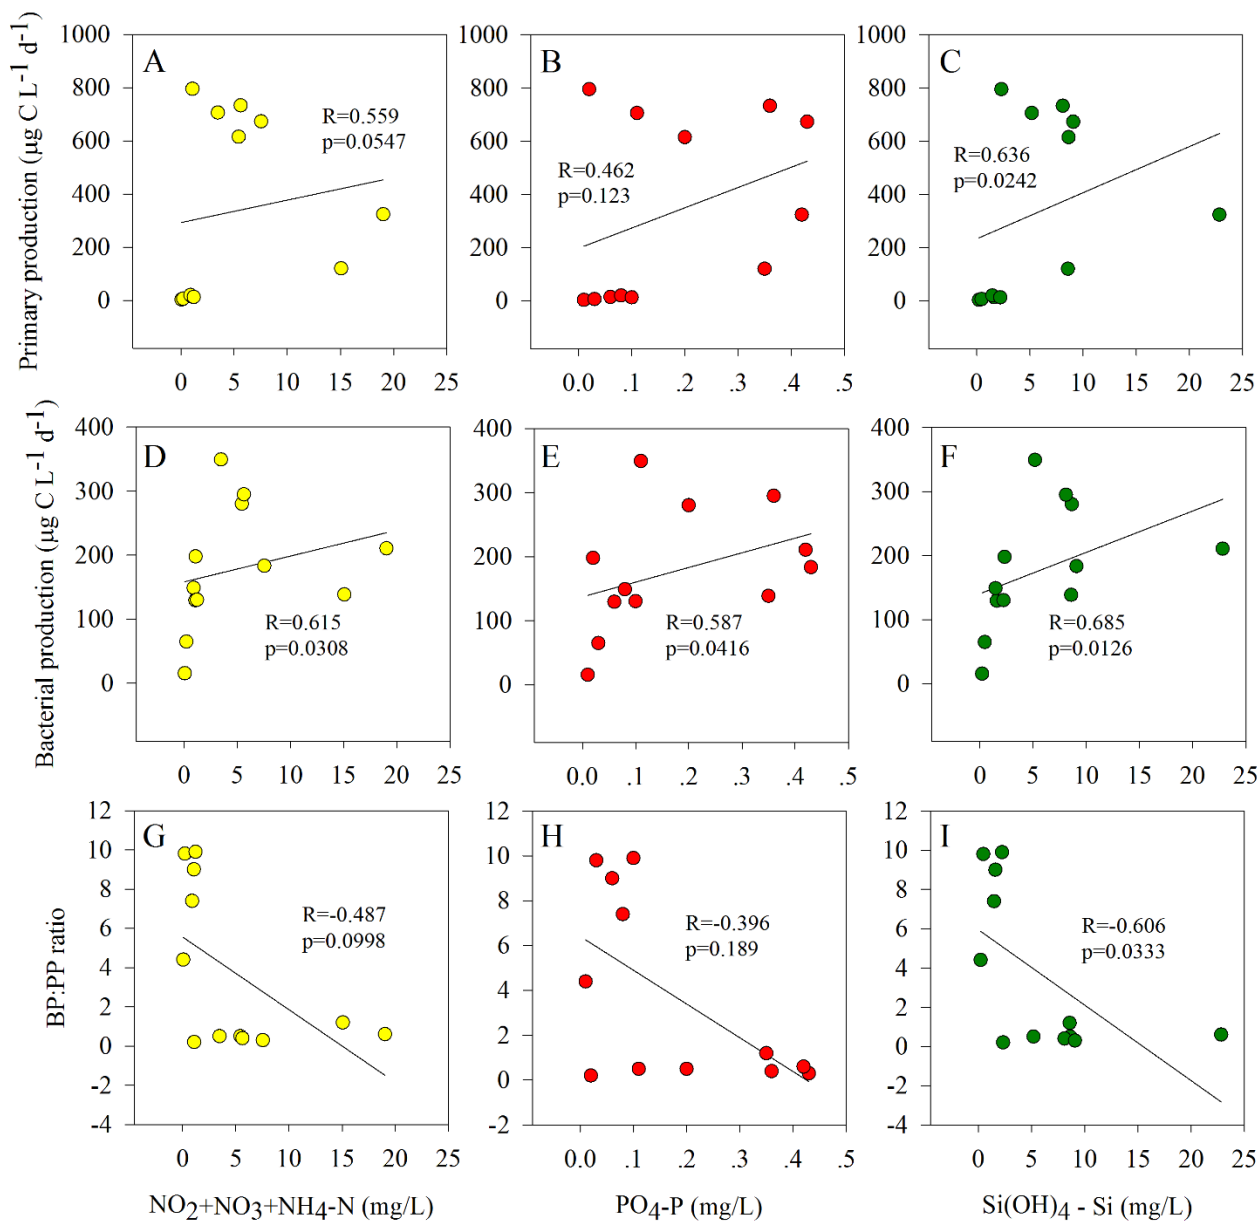 Primary production (µg C L⁻¹ d⁻¹)
1000
800
600
400
200
0
A
R=0.559
p=0.0547
0 5 10 15 20 25
1000
800
600
400
200
0
B
R=0.462
p=0.123
0.0 .1 .2 .3 .4 .5
1000
800
600
400
200
0
C
R=0.636
p=0.0242
0 5 10 15 20 25
Bacterial production (µg C L⁻¹ d⁻¹)
400
300
200
100
0
D
R=0.615
p=0.0308
0 5 10 15 20 25
400
300
200
100
0
E
R=0.587
p=0.0416
0.0 .1 .2 .3 .4 .5
400
300
200
100
0
F
R=0.685
p=0.0126
0 5 10 15 20 25
BP:PP ratio
12
10
8
6
4
2
0
-2
-4
G
R=-0.487
p=0.0998
0 5 10 15 20 25
NO₂+NO₃+NH₄-N (mg/L)
12
10
8
6
4
2
0
-2
H
R=-0.396
p=0.189
0.0 .1 .2 .3 .4 .5
PO₄-P (mg/L)
12
10
8
6
4
2
0
-2
-4
I
R=-0.606
p=0.0333
0 5 10 15 20 25
Si(OH)₄ - Si (mg/L)